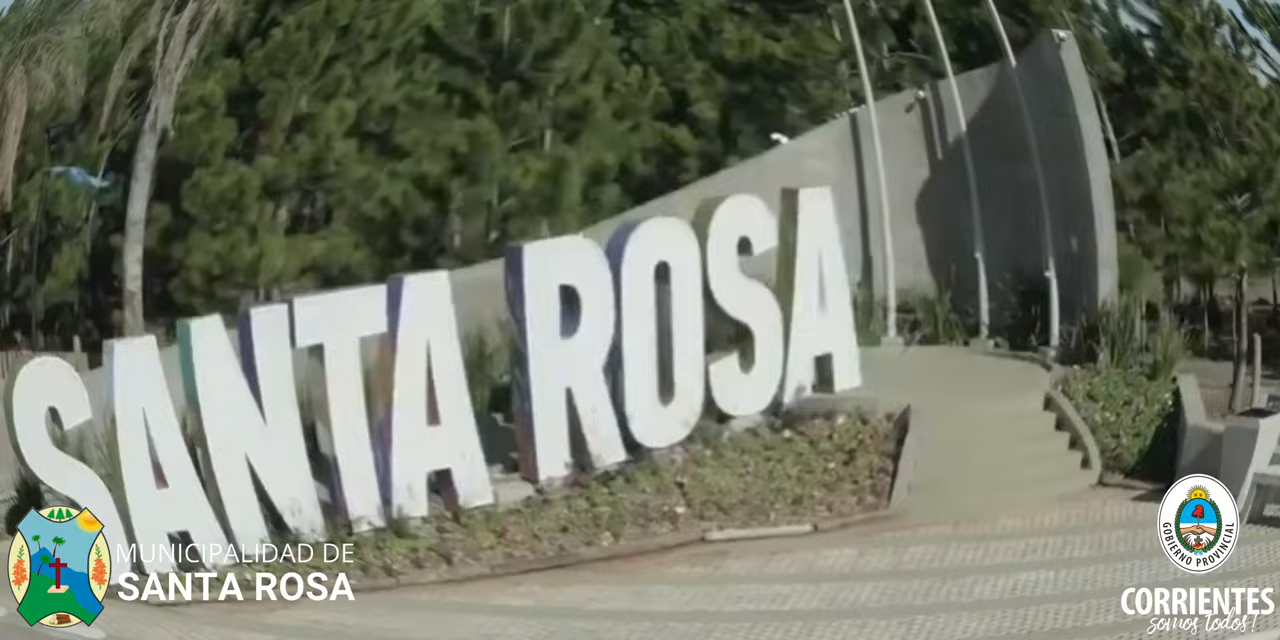 SANTA ROSA
MUNICIPALIDAD DE
SANTA ROSA
GOBIERNO PROVINCIAL
CORRIENTES
somos todos!